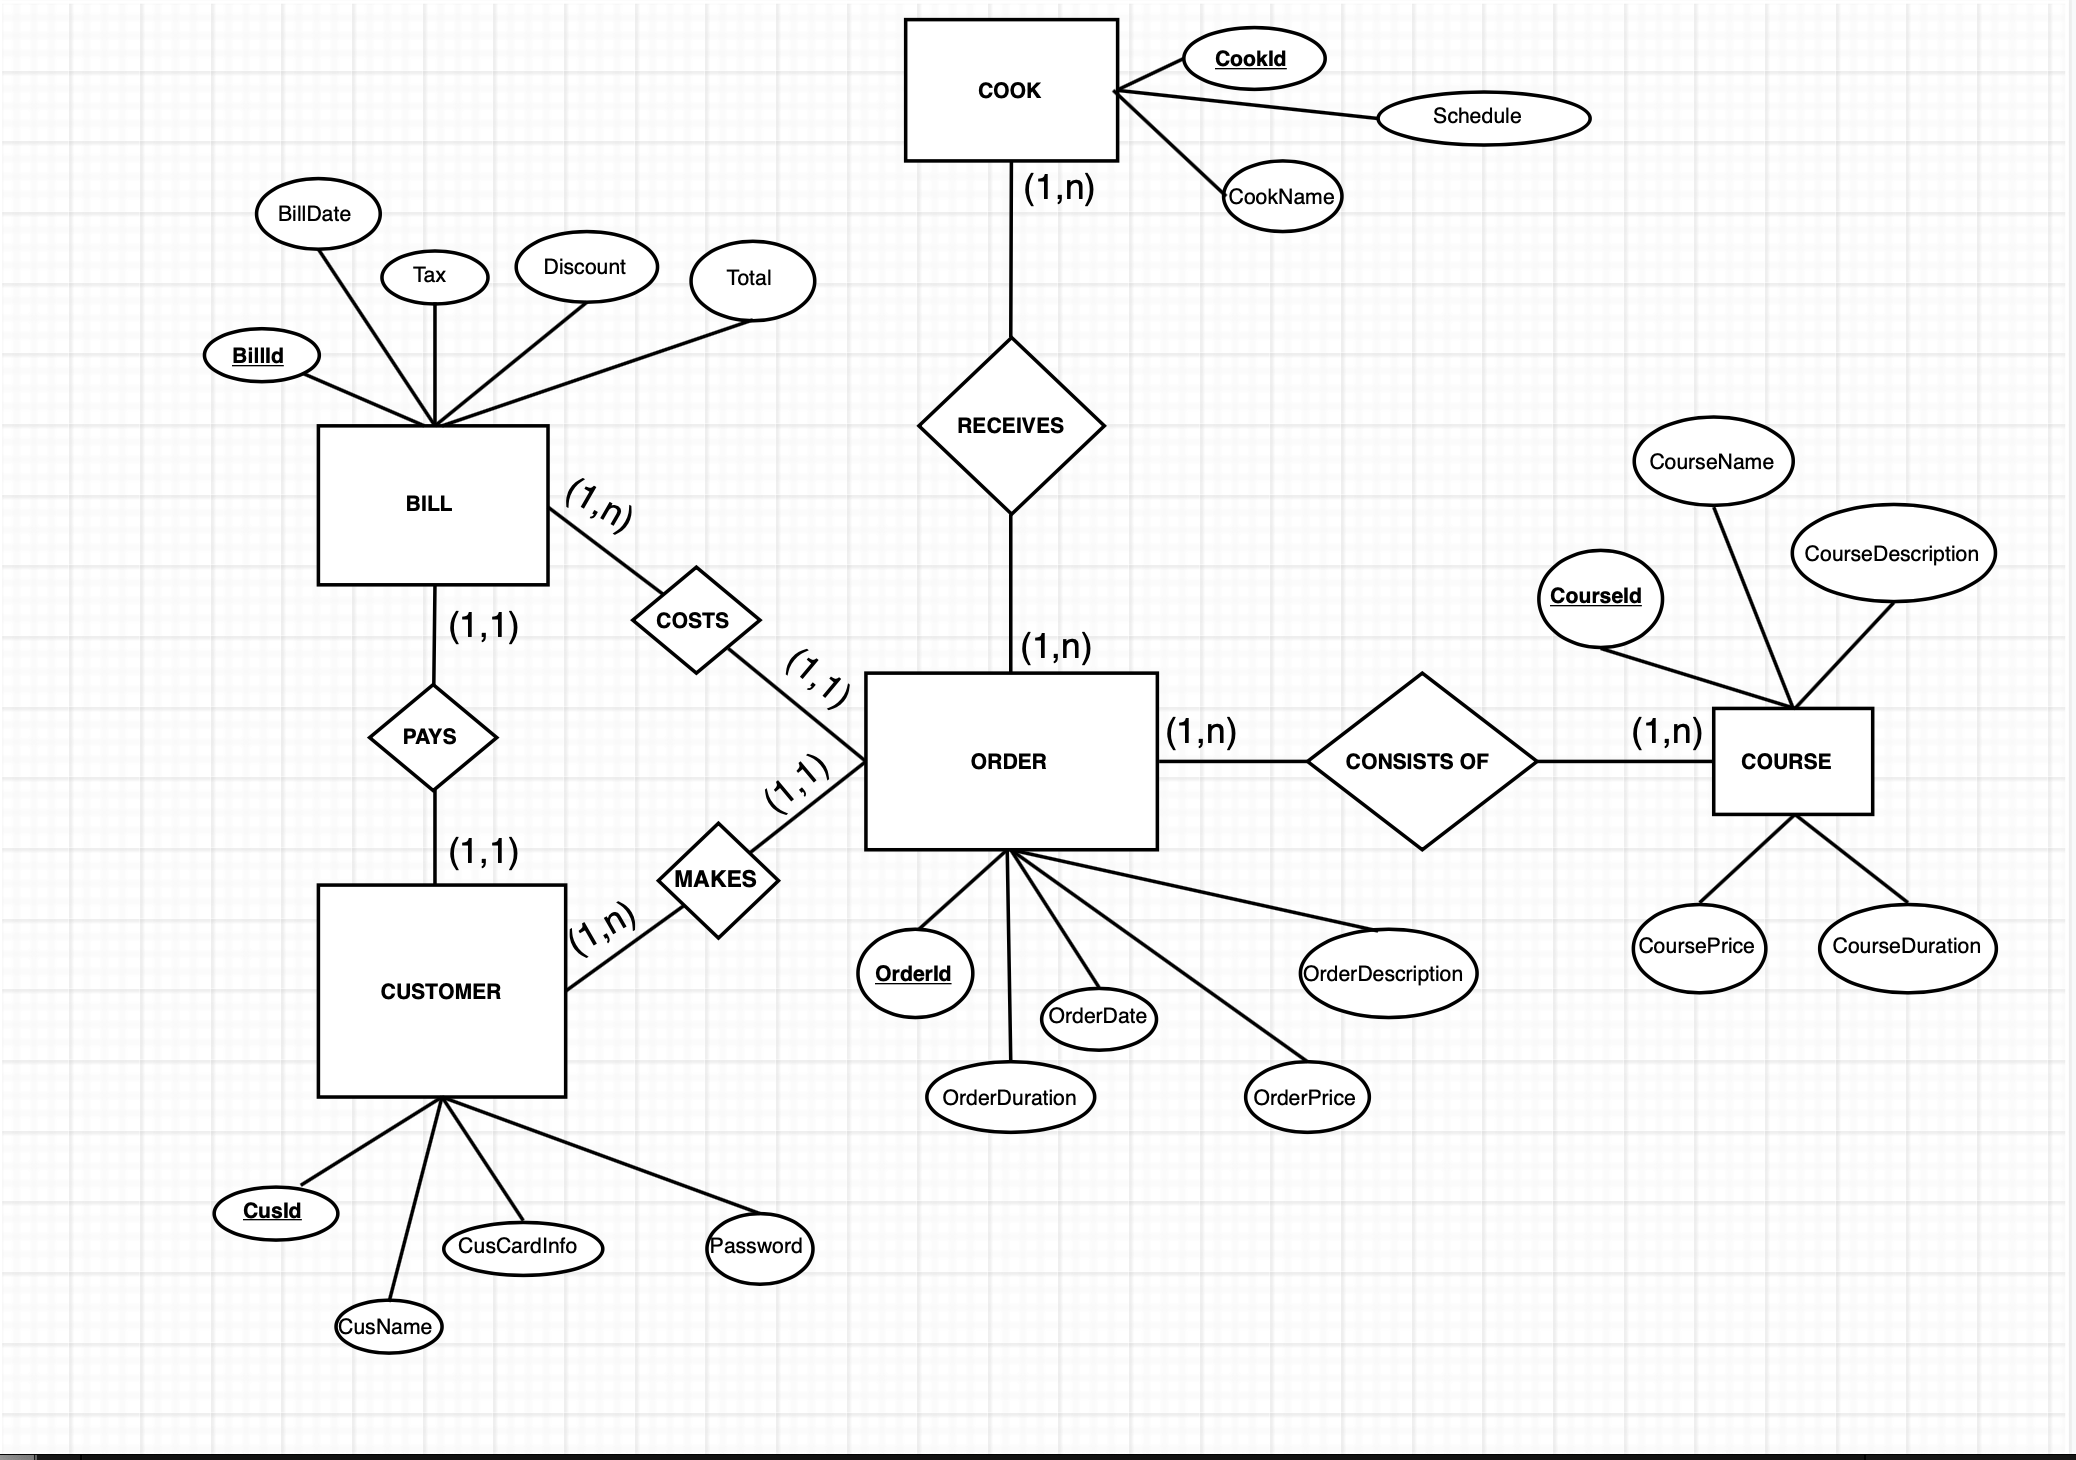 COOK
CookId
Schedule
CookName
(1,n)
BillDate
Tax
Discount
Total
BillId
RECEIVES
BILL
(1,n)
CourseName
CourseDescription
CourseId
(1,1)
COSTS
(1,1)
(1,n)
PAYS
ORDER
(1,n)
CONSISTS OF
(1,n)
COURSE
(1,1)
(1,1)
MAKES
(1,n)
CUSTOMER
OrderId
OrderDate
OrderDescription
OrderDuration
OrderPrice
CoursePrice
CourseDuration
CusId
CusCardInfo
Password
CusName